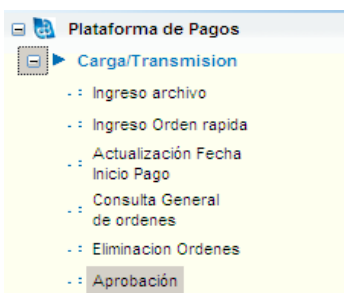 Plataforma de Pagos
Carga/Transmision
Ingreso archivo
Ingreso Orden rapida
Actualización Fecha
Inicio Pago
Consulta General
de ordenes
Eliminacion Ordenes
Aprobación